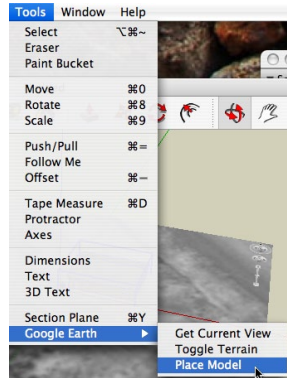 Tools Window Help
Select ⌥⌘~
Eraser
Paint Bucket
Move ⌘0
Rotate ⌘8
Scale ⌘9
Push/Pull ⌘=
Follow Me
Offset ⌘—
Tape Measure ⌘D
Protractor
Axes
Dimensions
Text
3D Text
Section Plane ⌘Y
Google Earth ▶
Get Current View
Toggle Terrain
Place Model